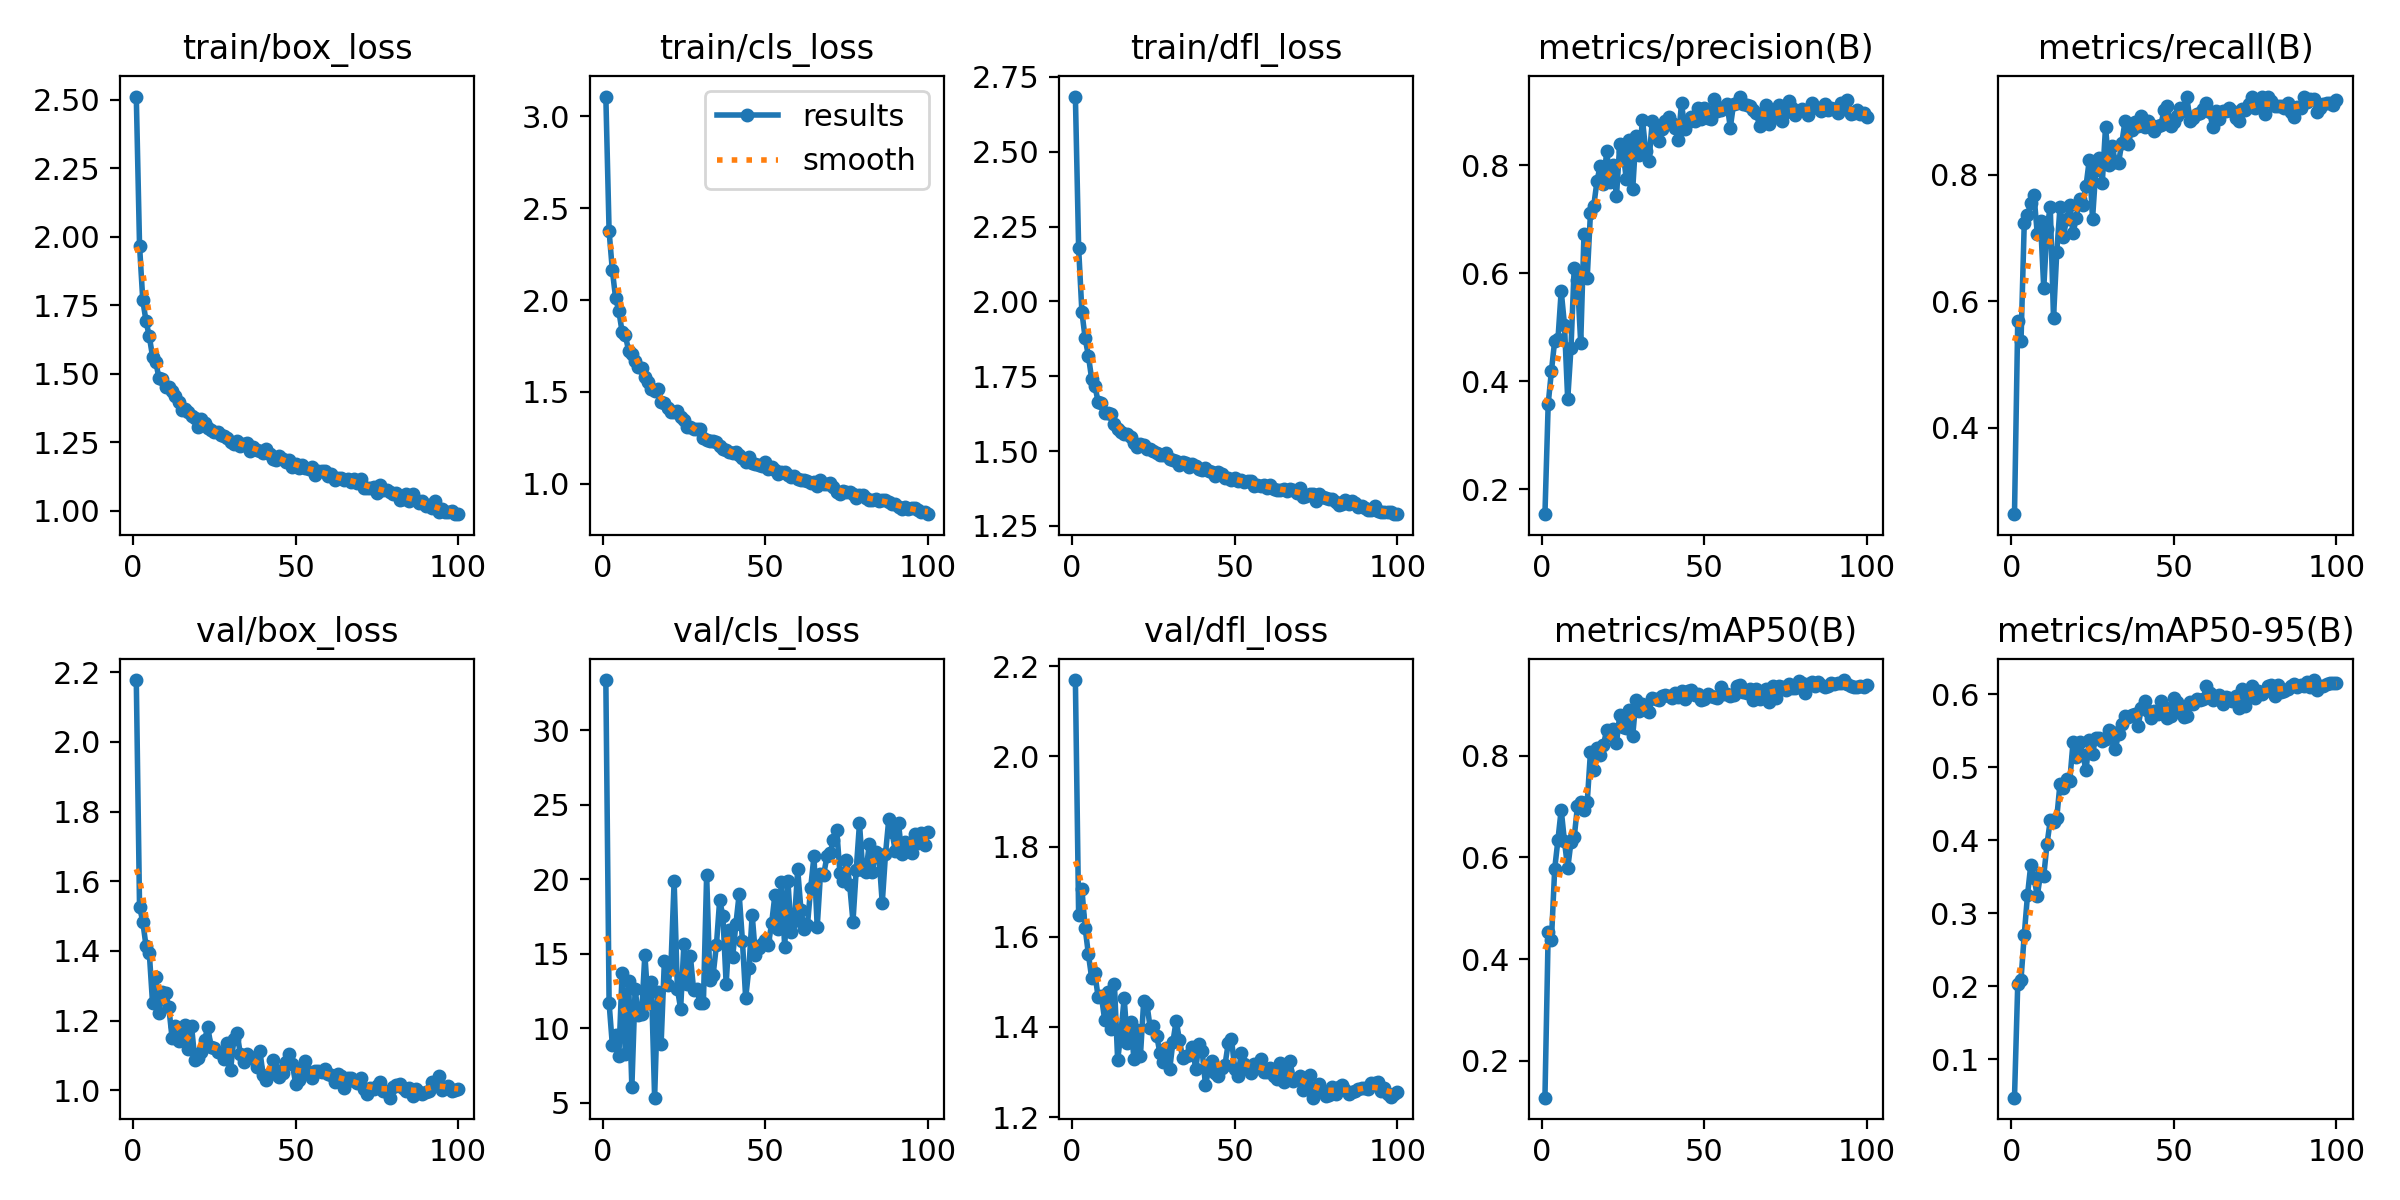 train/box_loss
2.50
2.25
2.00
1.75
1.50
1.25
1.00
0 50 100
train/cls_loss
results
smooth
3.0
2.5
2.0
1.5
1.0
0 50 100
train/dfl_loss
2.75
2.50
2.25
2.00
1.75
1.50
1.25
0 50 100
metrics/precision(B)
0.8
0.6
0.4
0.2
0 50 100
metrics/recall(B)
0.8
0.6
0.4
0 50 100
val/box_loss
2.2
2.0
1.8
1.6
1.4
1.2
1.0
0 50 100
val/cls_loss
30
25
20
15
10
5
0 50 100
val/dfl_loss
2.2
2.0
1.8
1.6
1.4
1.2
0 50 100
metrics/mAP50(B)
0.8
0.6
0.4
0.2
0 50 100
metrics/mAP50-95(B)
0.6
0.5
0.4
0.3
0.2
0.1
0 50 100